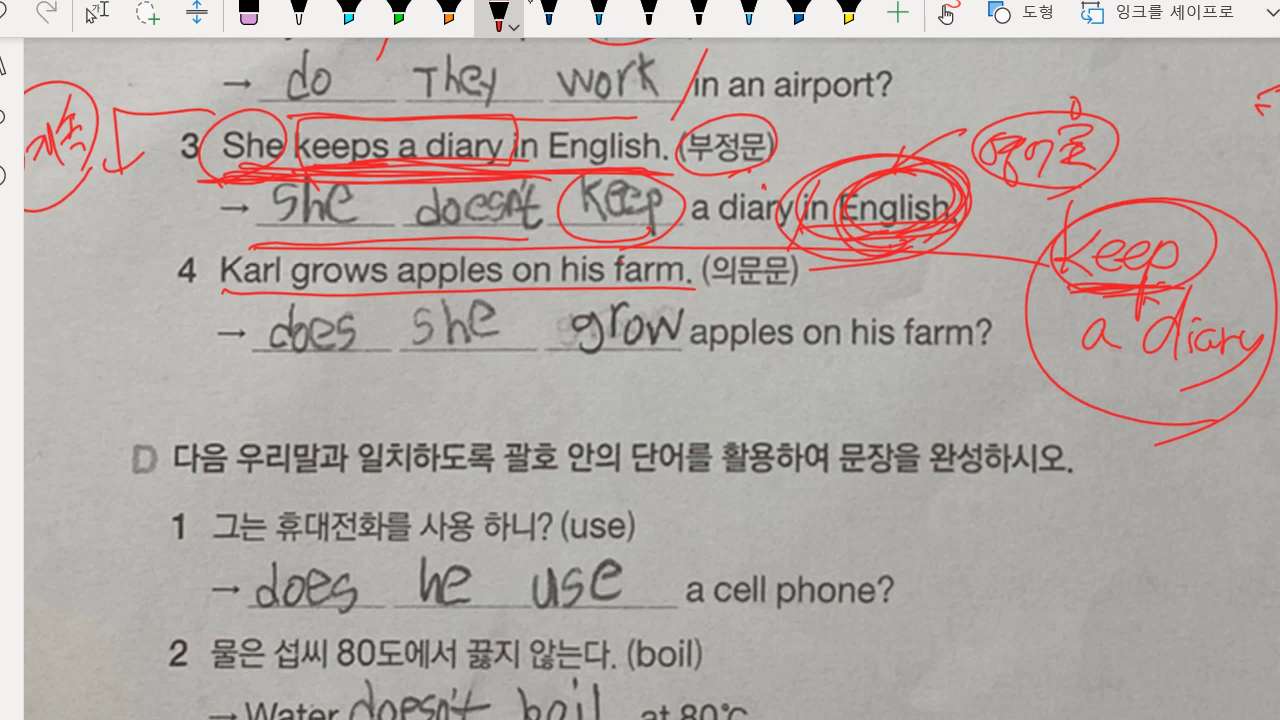 도형 잉크를 셰이프로
→ do They work in an airport?
3 She keeps a diary in English. (부정문)
→ she doesn't keep a diary in English.
영어로
4 Karl grows apples on his farm. (의문문)
keep
a diary
→ does she grow apples on his farm?
D 다음 우리말과 일치하도록 괄호 안의 단어를 활용하여 문장을 완성하시오.
1 그는 휴대전화를 사용 하니? (use)
→ does he use a cell phone?
2 물은 섭씨 80도에서 끓지 않는다. (boil)
→ Water doesn't boil at 80℃